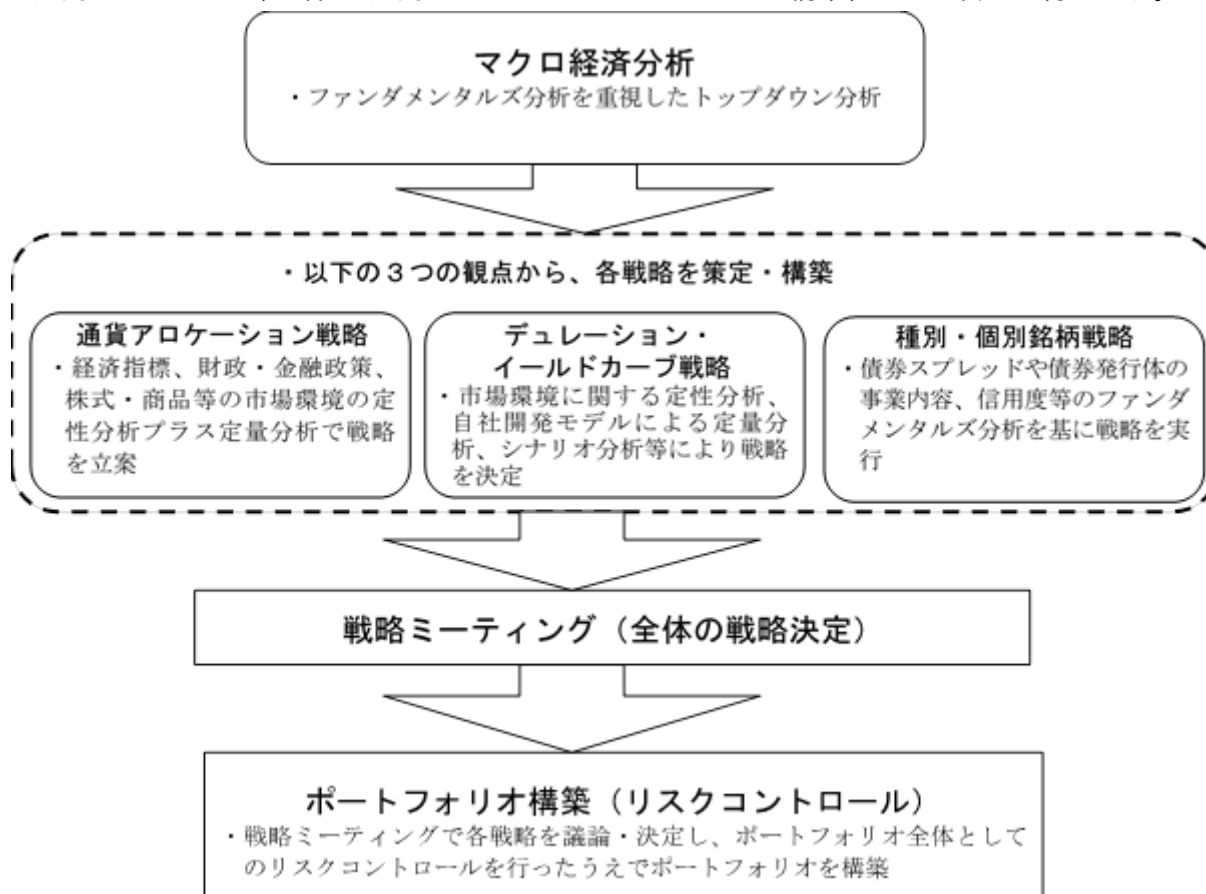 マクロ経済分析
・ファンダメンタルズ分析を重視したトップダウン分析
・以下の３つの観点から、各戦略を策定・構築
通貨アロケーション戦略
・経済指標、財政・金融政策、
株式・商品等の市場環境の定
性分析プラス定量分析で戦略
を立案
デュレーション・
イールドカーブ戦略
・市場環境に関する定性分析、
自社開発モデルによる定量分
析、シナリオ分析等により戦略
を決定
種別・個別銘柄戦略
・債券スプレッドや債券発行体の
事業内容、信用度等のファンダ
メンタルズ分析を基に戦略を実
行
戦略ミーティング（全体の戦略決定）
ポートフォリオ構築（リスクコントロール）
・戦略ミーティングで各戦略を議論・決定し、ポートフォリオ全体として
のリスクコントロールを行ったうえでポートフォリオを構築